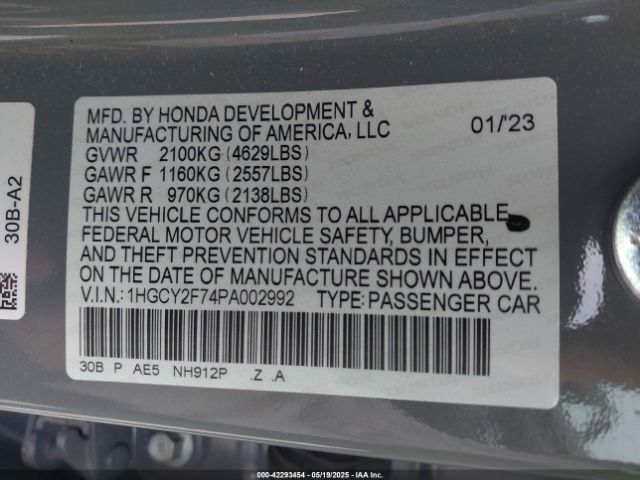 MFD. BY HONDA DEVELOPMENT &
MANUFACTURING OF AMERICA, LLC 01/'23
GVWR 2100KG (4629LBS)
GAWR F 1160KG (2557LBS)
GAWR R 970KG (2138LBS)
THIS VEHICLE CONFORMS TO ALL APPLICABLE
FEDERAL MOTOR VEHICLE SAFETY, BUMPER,
AND THEFT PREVENTION STANDARDS IN EFFECT
ON THE DATE OF MANUFACTURE SHOWN ABOVE.
V.I.N.: 1HGCY2F74PA002992 TYPE: PASSENGER CAR
30B P AE5 NH912P .Z .A
30B-A2
000-42293454 - 05/19/2025 - IAA Inc.